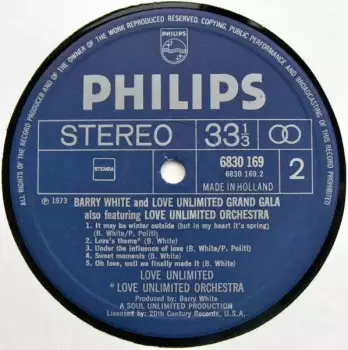 ALL RIGHTS OF THE RECORD PRODUCER AND OF THE OWNER OF THE WORK REPRODUCED RESERVED. COPYING, PUBLIC PERFORMANCE AND BROADCASTING OF THIS RECORD PROHIBITED
PHILIPS
PHILIPS
STEREO 33 1/3
STEMRA
6830 169
6830 169.2
MADE IN HOLLAND
2
℗ 1973
BARRY WHITE and LOVE UNLIMITED GRAND GALA
also featuring LOVE UNLIMITED ORCHESTRA
1. It may be winter outside (but in my heart it's spring)
(B. White/P. Politi)
2. Love's theme* (B. White)
3. Under the influence of love (B. White/P. Politi)
4. Sweet moments (B. White)
5. Oh love, well we finally made it (B. White)
LOVE UNLIMITED
* LOVE UNLIMITED ORCHESTRA
Produced by: Barry White
A SOUL UNLIMITED PRODUCTION
Licensed by: 20th Century Records, U.S.A.